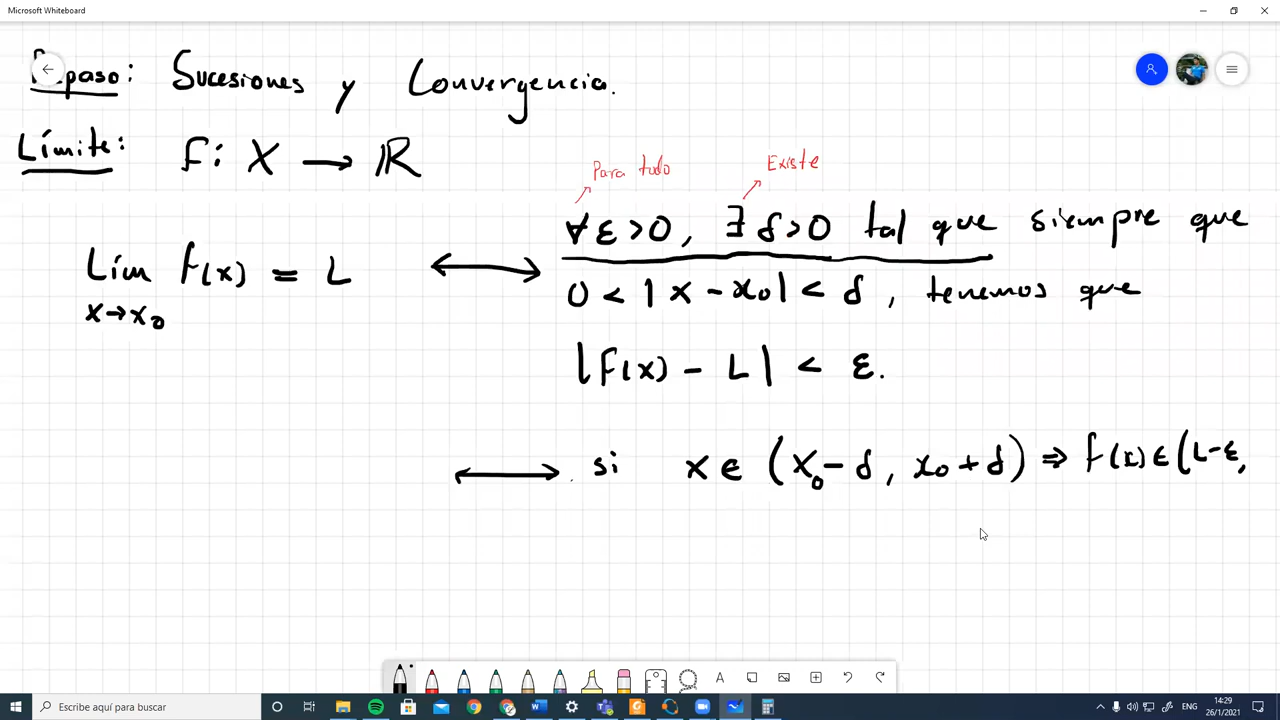 Microsoft Whiteboard
Repaso: Sucesiones y Convergencia.
Límite: f: X → ℝ
Para todo Existe
∀ε>0, ∃ δ>0 tal que siempre que
Lím f(x) = L ⟷
x→x₀
0 < |x - x₀| < δ, tenemos que
|f(x) - L| < ε.
⟷ si x ∈ (x₀ - δ, x₀ + δ) ⇒ f(x) ∈ (L-ε,
Escribe aquí para buscar
ENG
14:29
26/1/2021